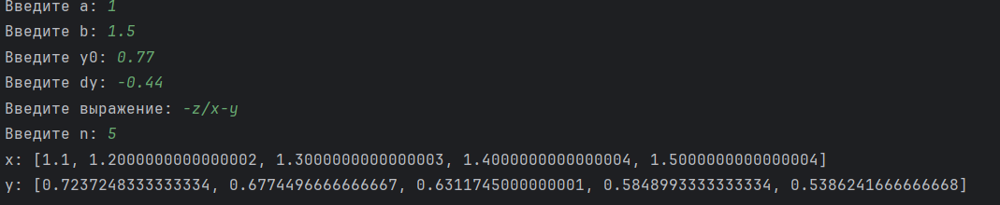 Введите a: 1
Введите b: 1.5
Введите y0: 0.77
Введите dy: -0.44
Введите выражение: -z/x-y
Введите n: 5
x: [1.1, 1.2000000000000002, 1.3000000000000003, 1.4000000000000004, 1.5000000000000004]
y: [0.7237248333333334, 0.6774496666666667, 0.6311745000000001, 0.5848993333333334, 0.5386241666666668]